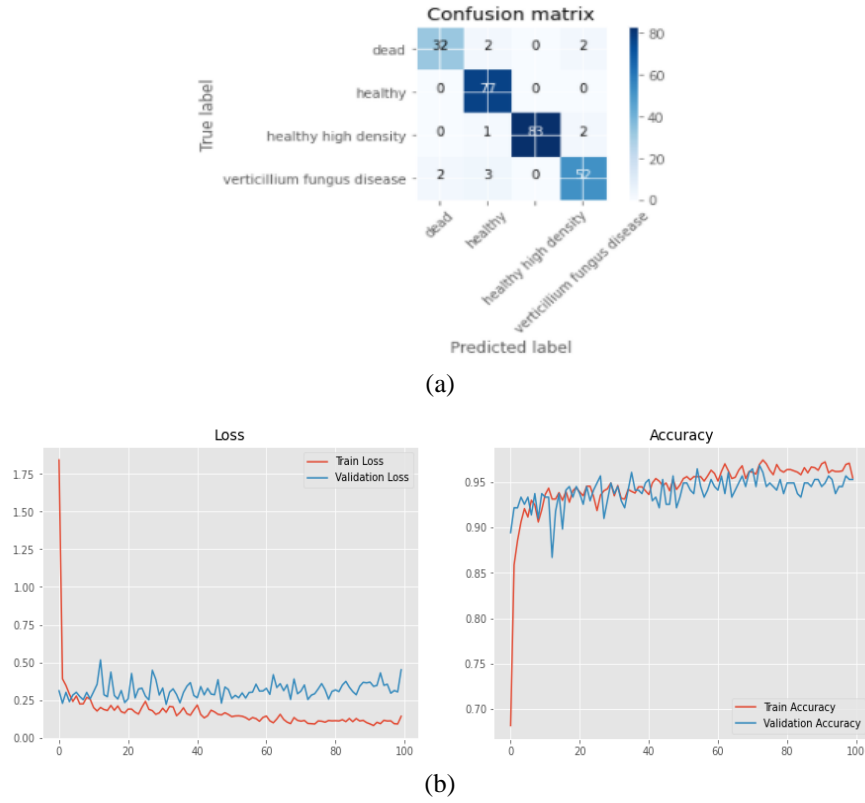 Confusion matrix
dead 32 2 0 2
healthy 0 77 0 0
healthy high density 0 1 83 2
verticillium fungus disease 2 3 0 52
True label
80
60
40
20
0
dead
healthy
healthy high density
verticillium fungus disease
Predicted label
(a)
Loss
Train Loss
Validation Loss
1.75
1.50
1.25
1.00
0.75
0.50
0.25
0.00
0 20 40 60 80 100
Accuracy
0.95
0.90
0.85
0.80
0.75
0.70
Train Accuracy
Validation Accuracy
0 20 40 60 80 100
(b)